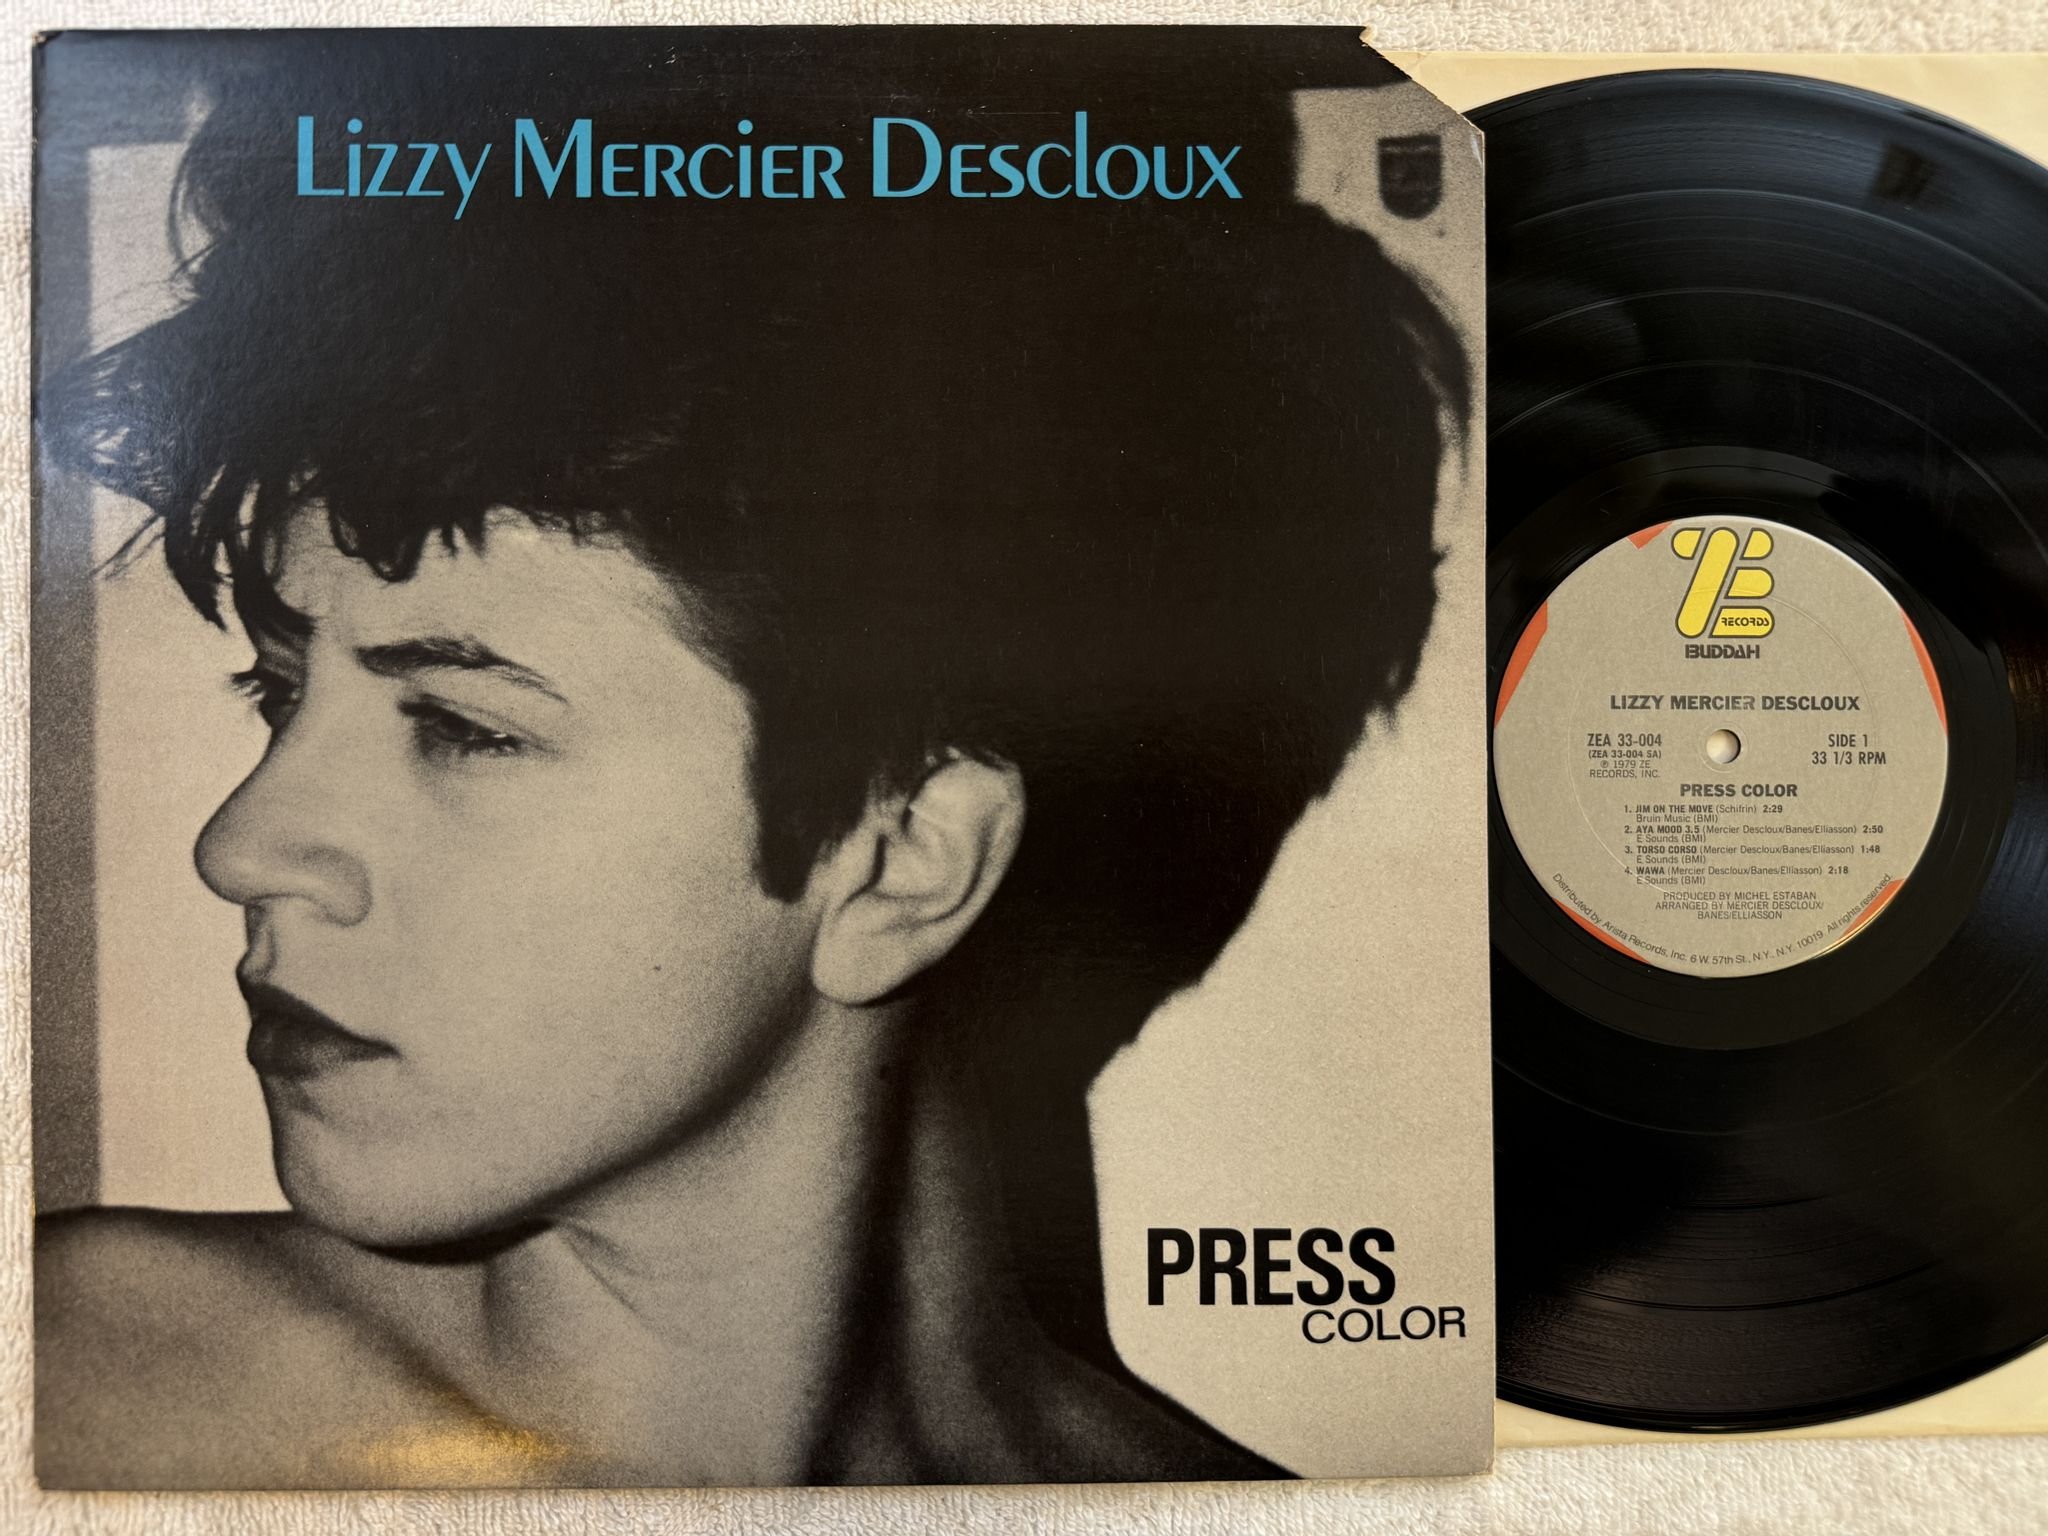 Lizzy Mercier Descloux
PRESS
COLOR
ZE
RECORDS
BUDDAH
LIZZY MERCIER DESCLOUX
ZEA 33-004
(ZEA 33-004 SA)
℗ 1979 ZE
RECORDS, INC.
SIDE 1
33 1/3 RPM
PRESS COLOR
1. JIM ON THE MOVE (Schifrin) 2:29
Bruin Music (BMI)
2. AYA MOOD 3.5 (Mercier Descloux/Banes/Elliasson) 2:50
E Sounds (BMI)
3. TORSO CORSO (Mercier Descloux/Banes/Elliasson) 1:48
E Sounds (BMI)
4. WAWA (Mercier Descloux/Banes/Elliasson) 2:18
E Sounds (BMI)
PRODUCED BY MICHEL ESTABAN
ARRANGED BY MERCIER DESCLOUX/
BANES/ELLIASSON
Distributed by Arista Records, Inc. 6 W. 57th St., N.Y., N.Y. 10019 All rights reserved.